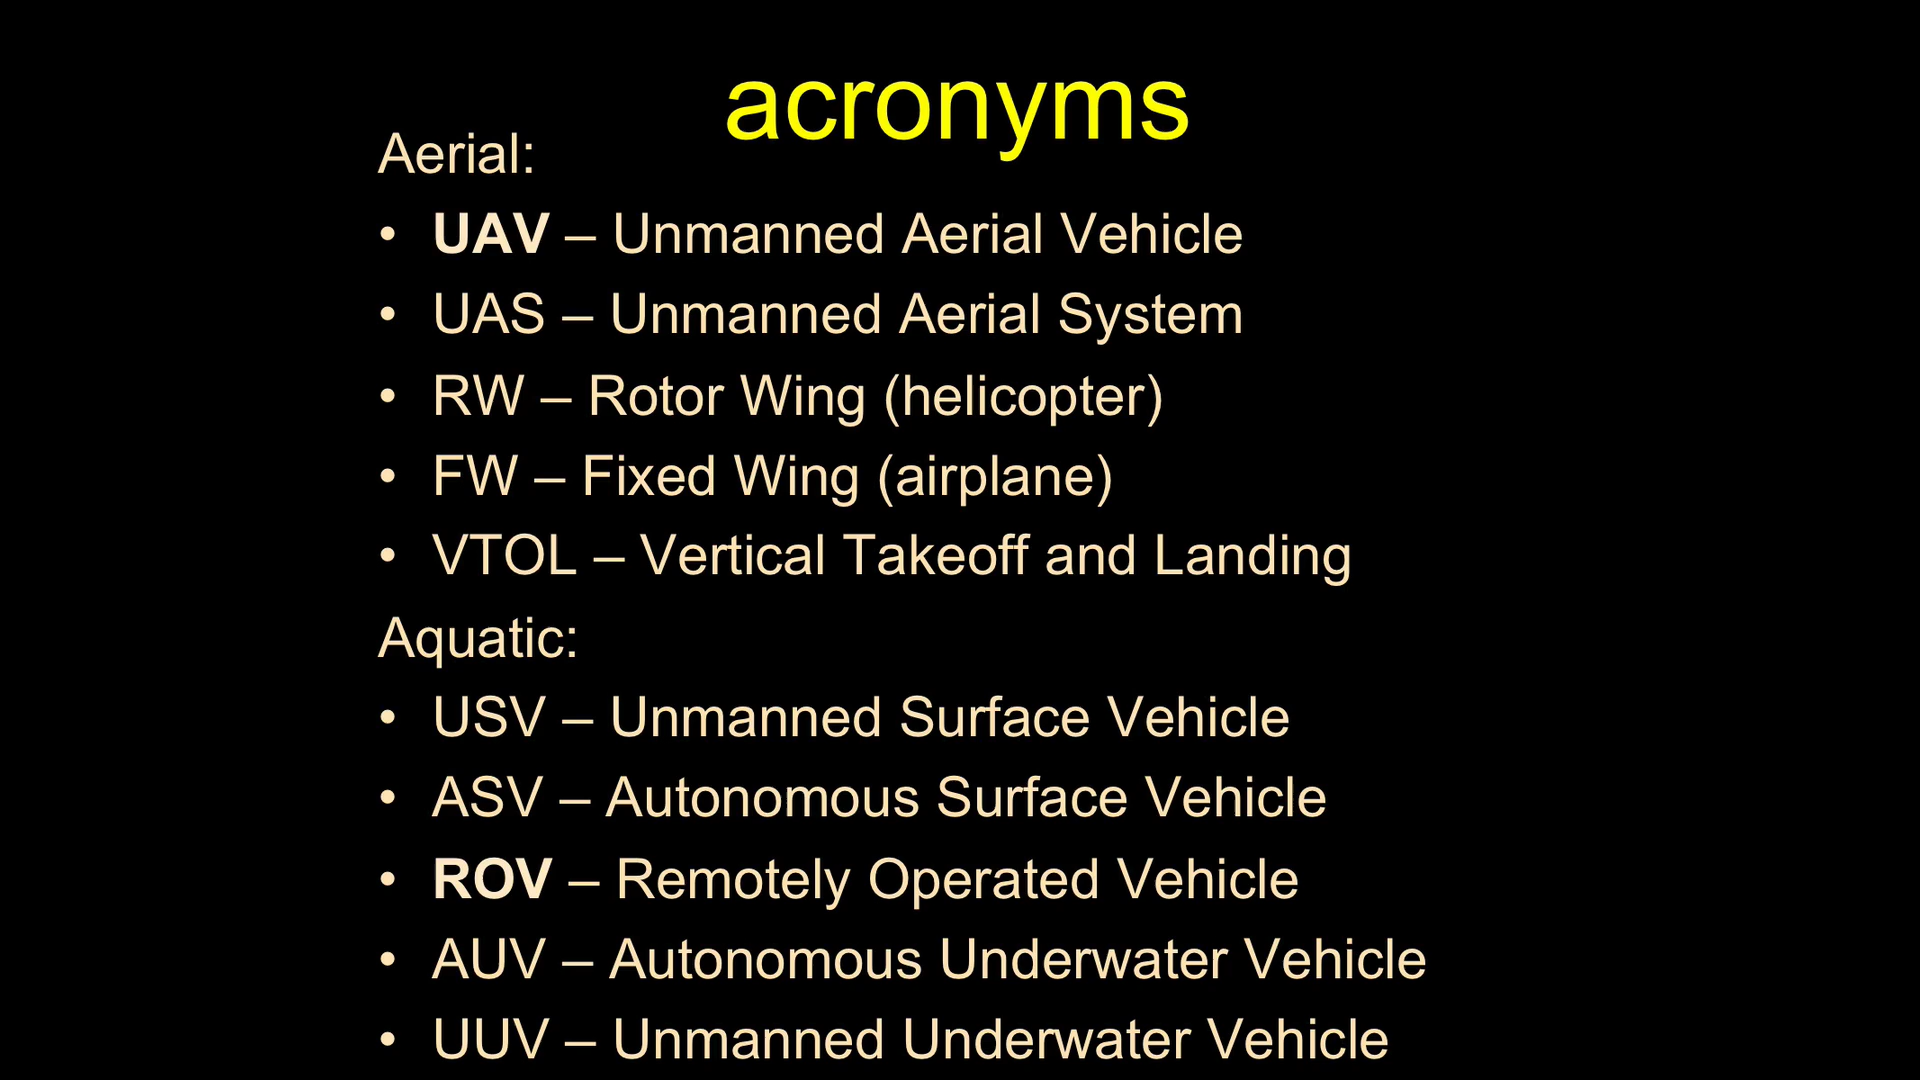 acronyms
Aerial:
• UAV – Unmanned Aerial Vehicle
• UAS – Unmanned Aerial System
• RW – Rotor Wing (helicopter)
• FW – Fixed Wing (airplane)
• VTOL – Vertical Takeoff and Landing
Aquatic:
• USV – Unmanned Surface Vehicle
• ASV – Autonomous Surface Vehicle
• ROV – Remotely Operated Vehicle
• AUV – Autonomous Underwater Vehicle
• UUV – Unmanned Underwater Vehicle